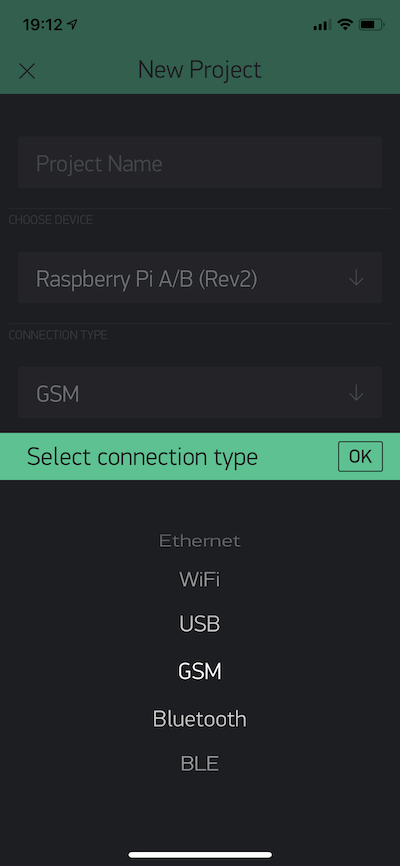 19:12
New Project
Project Name
CHOOSE DEVICE
Raspberry Pi A/B (Rev2)
CONNECTION TYPE
GSM
Select connection type OK
Ethernet
WiFi
USB
GSM
Bluetooth
BLE